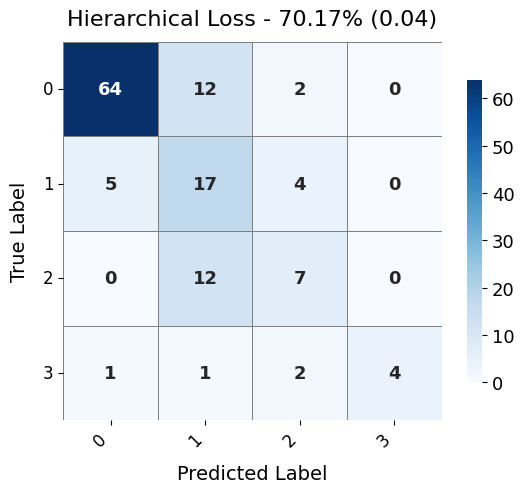 Hierarchical Loss - 70.17% (0.04)
0 64 12 2 0
1 5 17 4 0
2 0 12 7 0
3 1 1 2 4
0 1 2 3
Predicted Label
True Label
60
50
40
30
20
10
0